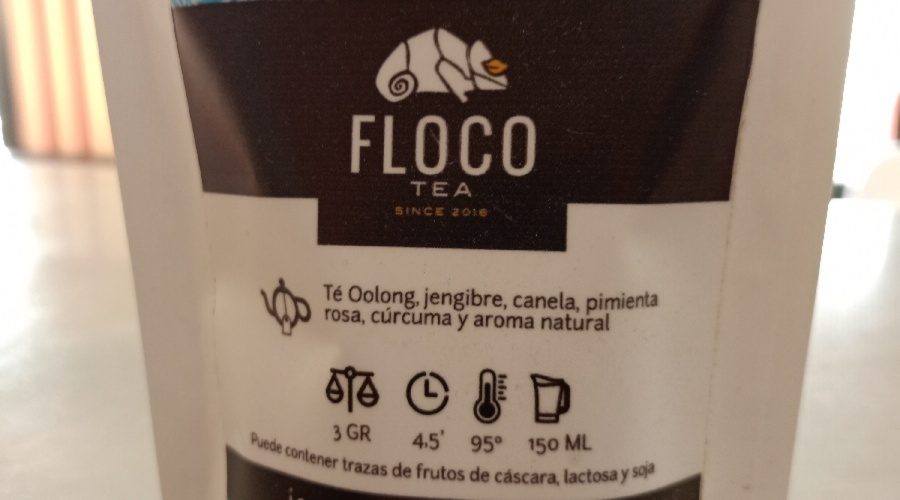 FLOCO
TEA
SINCE 2016
Té Oolong, jengibre, canela, pimienta
rosa, cúrcuma y aroma natural
3 GR 4,5' 95° 150 ML
Puede contener trazas de frutos de cáscara, lactosa y soja